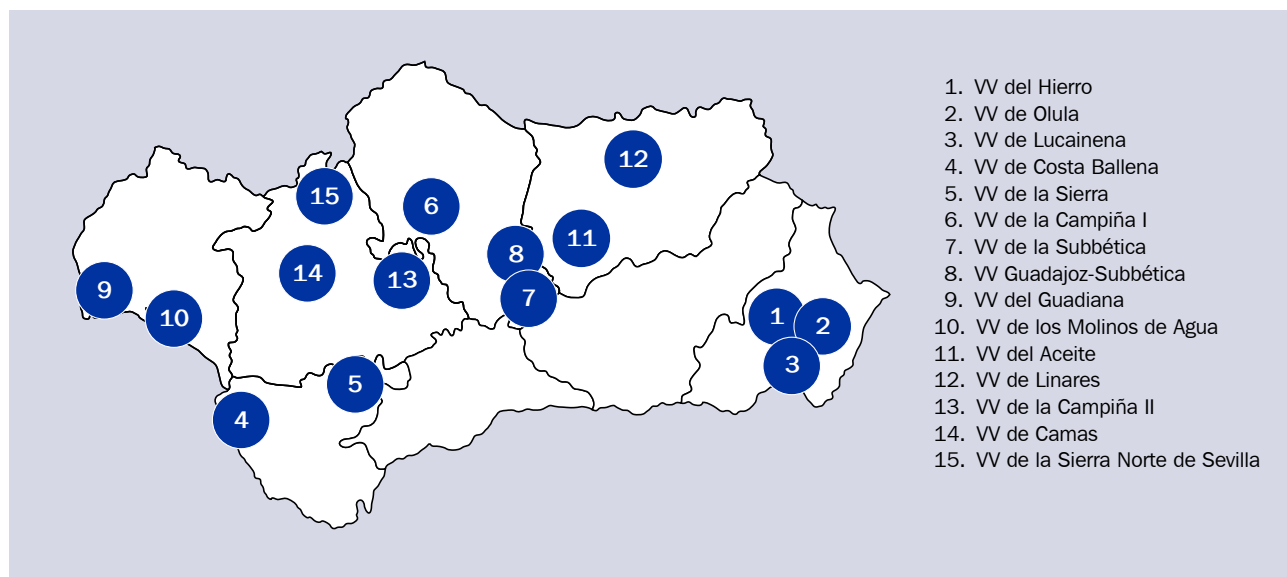 1. VV del Hierro
2. VV de Olula
3. VV de Lucainena
4. VV de Costa Ballena
5. VV de la Sierra
6. VV de la Campiña I
7. VV de la Subbética
8. VV Guadajoz-Subbética
9. VV del Guadiana
10. VV de los Molinos de Agua
11. VV del Aceite
12. VV de Linares
13. VV de la Campiña II
14. VV de Camas
15. VV de la Sierra Norte de Sevilla
12
15
6
11
8
14
13
9
7
10
1
2
3
5
4